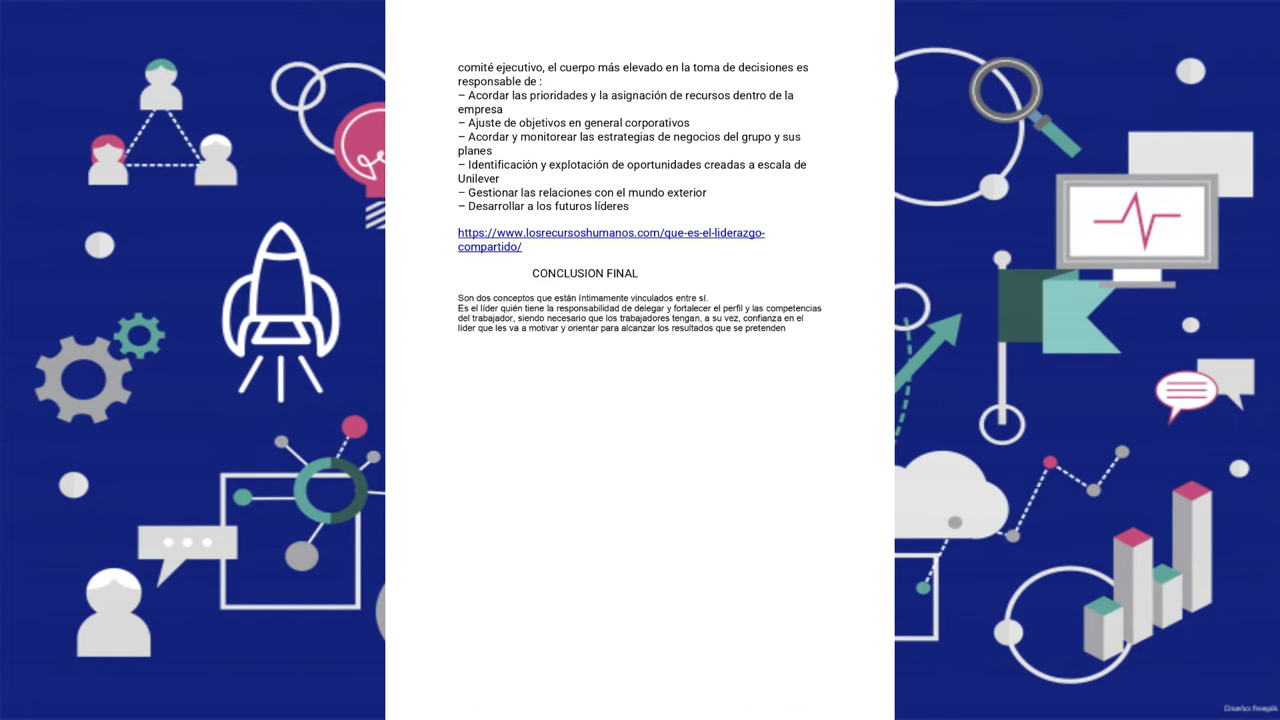 comité ejecutivo, el cuerpo más elevado en la toma de decisiones es
responsable de :
– Acordar las prioridades y la asignación de recursos dentro de la
empresa
– Ajuste de objetivos en general corporativos
– Acordar y monitorear las estrategias de negocios del grupo y sus
planes
– Identificación y explotación de oportunidades creadas a escala de
Unilever
– Gestionar las relaciones con el mundo exterior
– Desarrollar a los futuros líderes
https://www.losrecursoshumanos.com/que-es-el-liderazgo-
compartido/
CONCLUSION FINAL
Son dos conceptos que están Intimamente vinculados entre sí.
Es el líder quién tiene la responsabilidad de delegar y fortalecer el perfil y las competencias
del trabajador, siendo necesario que los trabajadores tengan, a su vez, confianza en el
líder que les va a motivar y orientar para alcanzar los resultados que se pretenden
Diseño: freepik